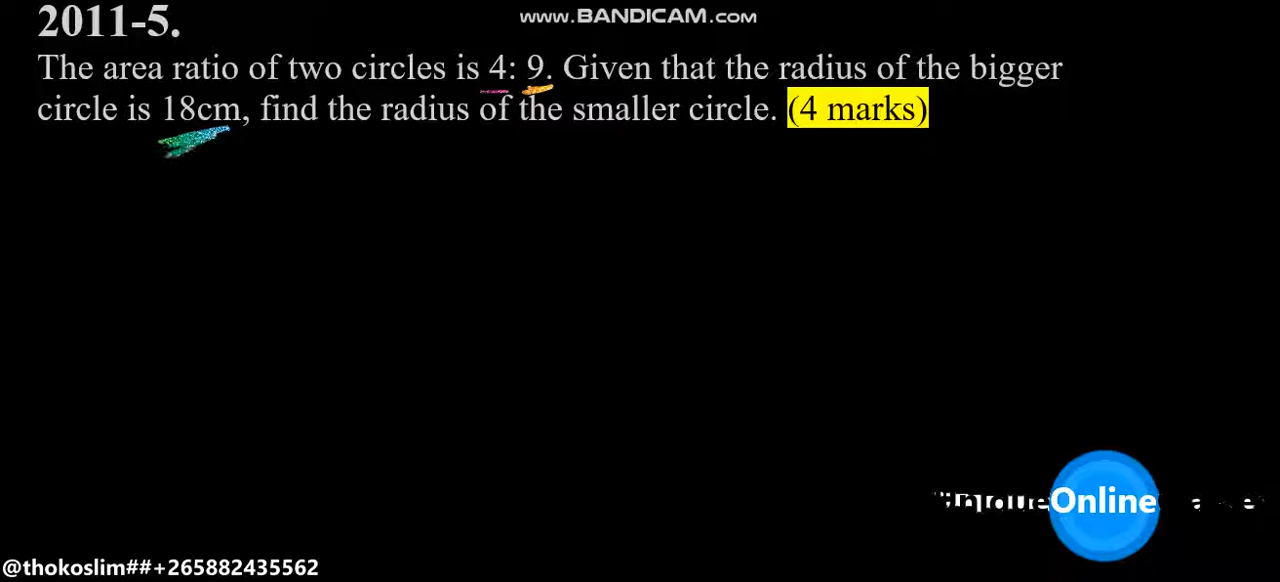 www.BANDICAM.COM
2011-5.
The area ratio of two circles is 4: 9. Given that the radius of the bigger
circle is 18cm, find the radius of the smaller circle. (4 marks)
Online
@thokoslim##+265882435562